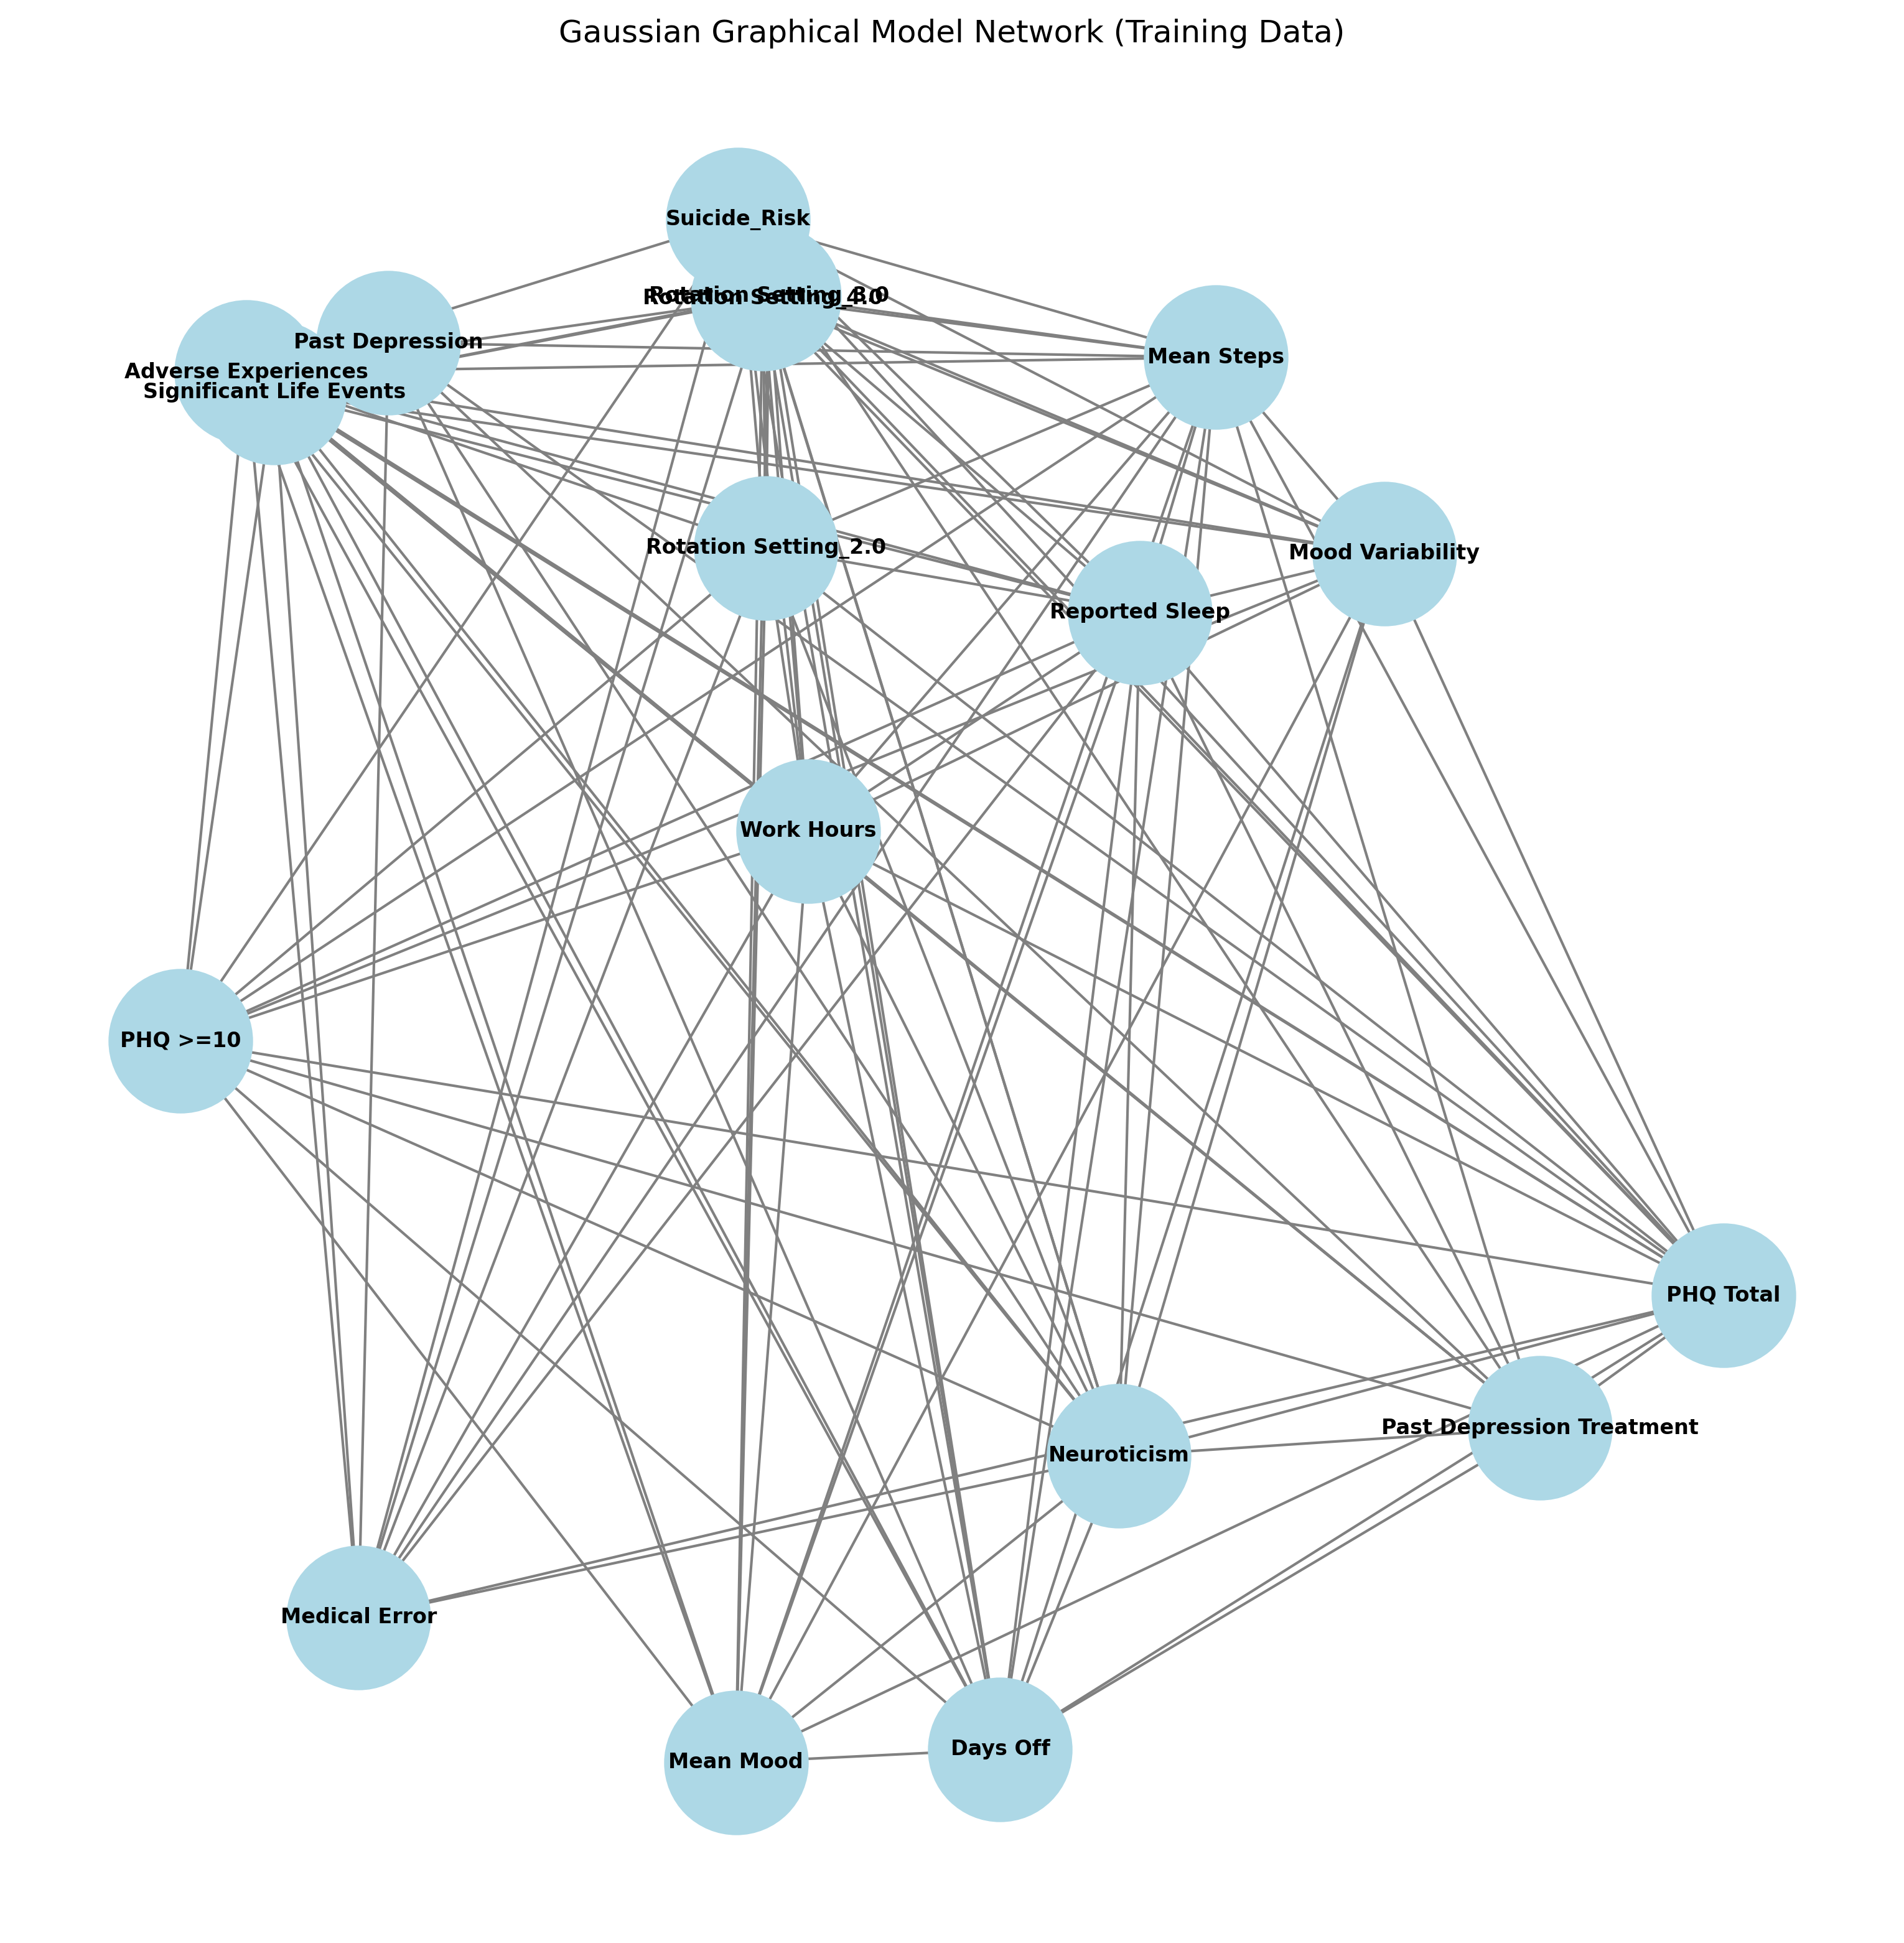 Gaussian Graphical Model Network (Training Data)
Suicide_Risk
Rotation Setting_3.0
Rotation Setting_4.0
Past Depression
Mean Steps
Adverse Experiences
Significant Life Events
Rotation Setting_2.0
Mood Variability
Reported Sleep
Work Hours
PHQ >=10
PHQ Total
Past Depression Treatment
Neuroticism
Medical Error
Days Off
Mean Mood